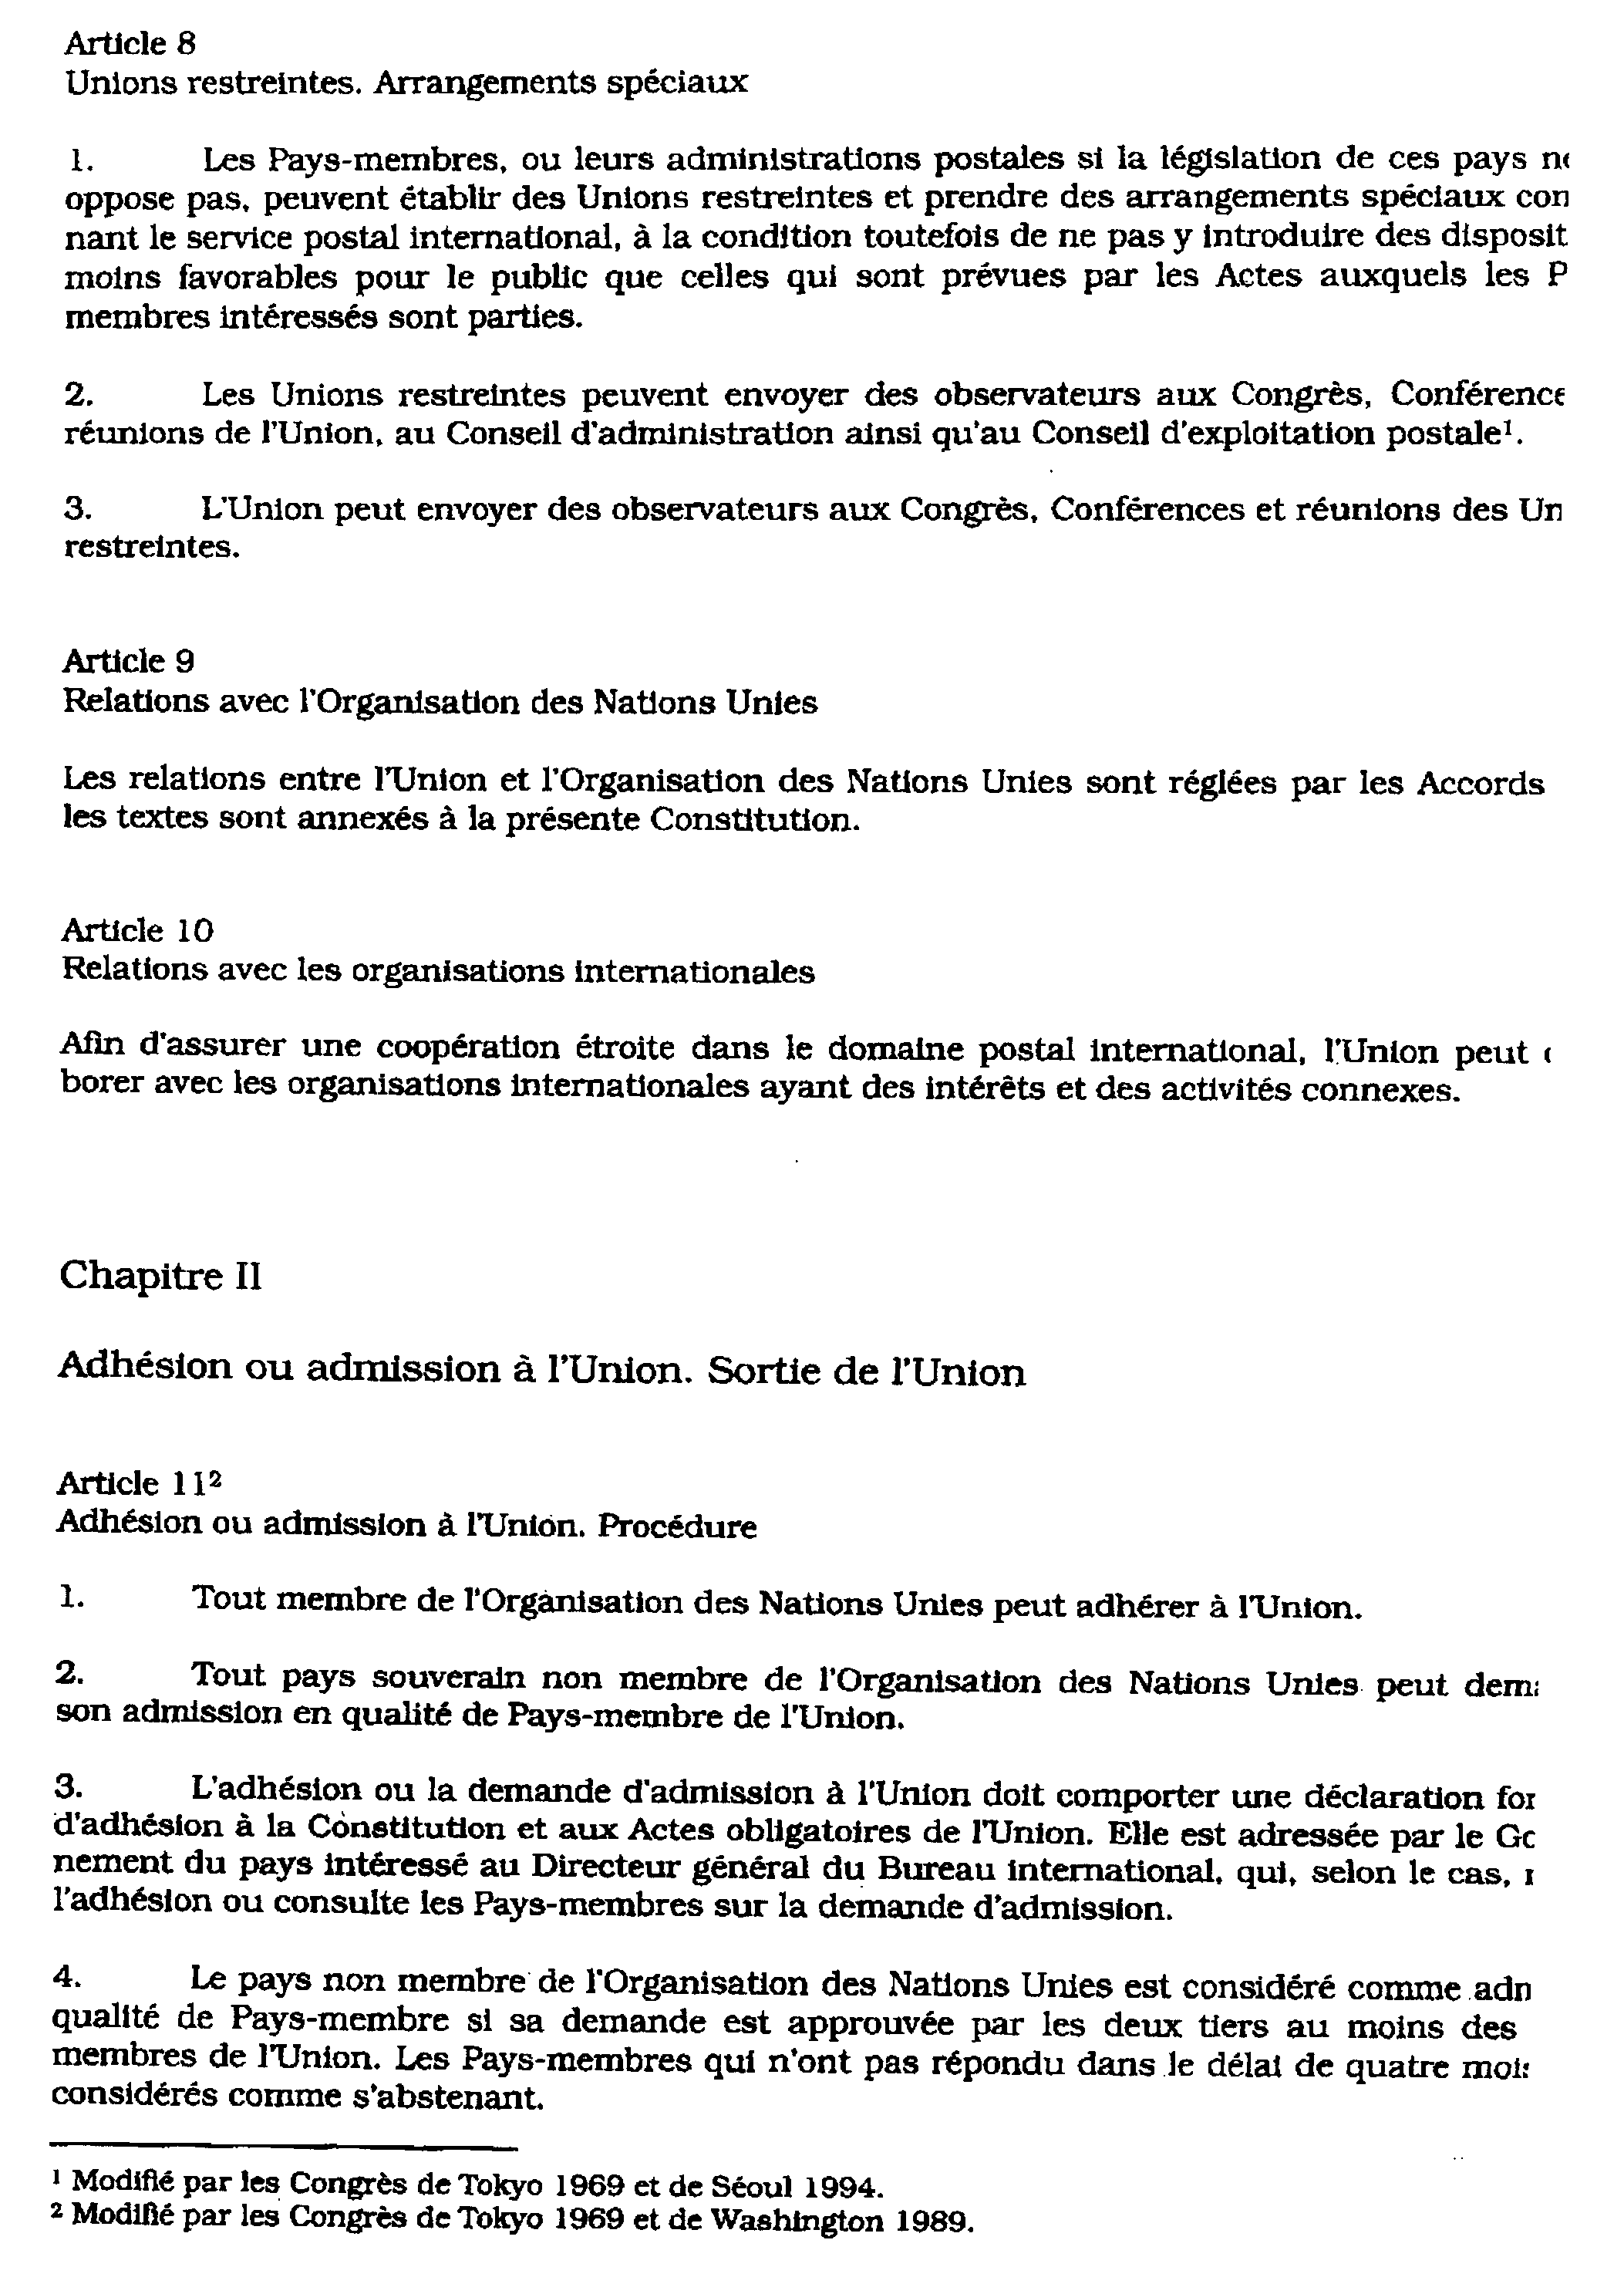 Article 8
Unions restreintes. Arrangements spéciaux
1. Les Pays-membres, ou leurs administrations postales si la législation de ces pays
oppose pas, peuvent établir des Unions restreintes et prendre des arrangements spéciaux con
nant le service postal international, à la condition toutefois de ne pas y introduire des disposit
moins favorables pour le public que celles qui sont prévues par les Actes auxquels les P
membres intéressés sont parties.
2. Les Unions restreintes peuvent envoyer des observateurs aux Congrès, Conférence
réunions de l'Union, au Conseil d'administration ainsi qu'au Conseil d'exploitation postale¹.
3. L'Union peut envoyer des observateurs aux Congrès, Conférences et réunions des Un
restreintes.
Article 9
Relations avec l'Organisation des Nations Unies
Les relations entre l'Union et l'Organisation des Nations Unies sont réglées par les Accords
les textes sont annexés à la présente Constitution.
Article 10
Relations avec les organisations internationales
Afin d'assurer une coopération étroite dans le domaine postal international, l'Union peut
borer avec les organisations internationales ayant des intérêts et des activités connexes.
Chapitre II
Adhésion ou admission à l'Union. Sortie de l'Union
Article 11²
Adhésion ou admission à l'Union. Procédure
1. Tout membre de l'Organisation des Nations Unies peut adhérer à l'Union.
2. Tout pays souverain non membre de l'Organisation des Nations Unies peut dem
son admission en qualité de Pays-membre de l'Union.
3. L'adhésion ou la demande d'admission à l'Union doit comporter une déclaration for
d'adhésion à la Constitution et aux Actes obligatoires de l'Union. Elle est adressée par le Go
nement du pays intéressé au Directeur général du Bureau international, qui, selon le cas,
l'adhésion ou consulte les Pays-membres sur la demande d'admission.
4. Le pays non membre de l'Organisation des Nations Unies est considéré comme adm
qualité de Pays-membre si sa demande est approuvée par les deux tiers au moins des
membres de l'Union. Les Pays-membres qui n'ont pas répondu dans le délai de quatre mois
considérés comme s'abstenant.
¹ Modifié par les Congrès de Tokyo 1969 et de Séoul 1994.
² Modifié par les Congrès de Tokyo 1969 et de Washington 1989.